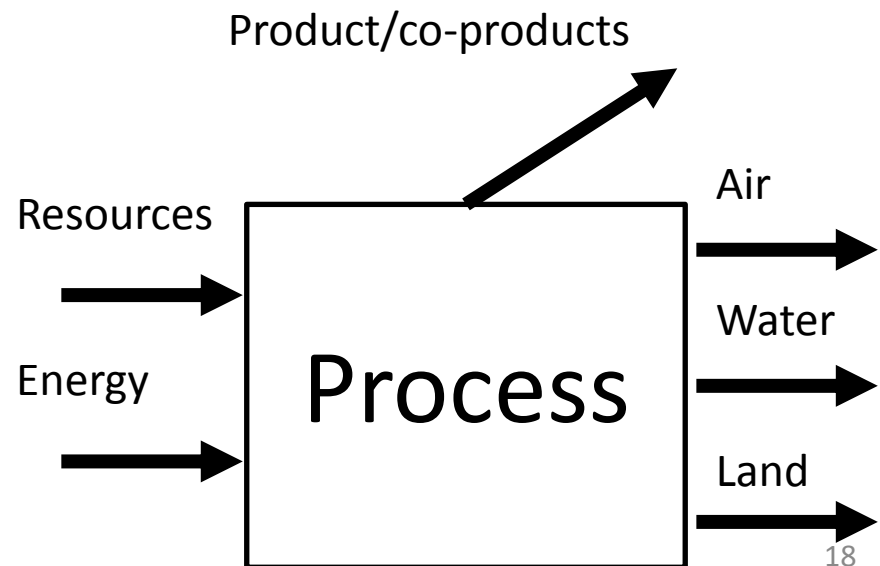 Product/co-products
Resources
Energy
Process
Air
Water
Land
18